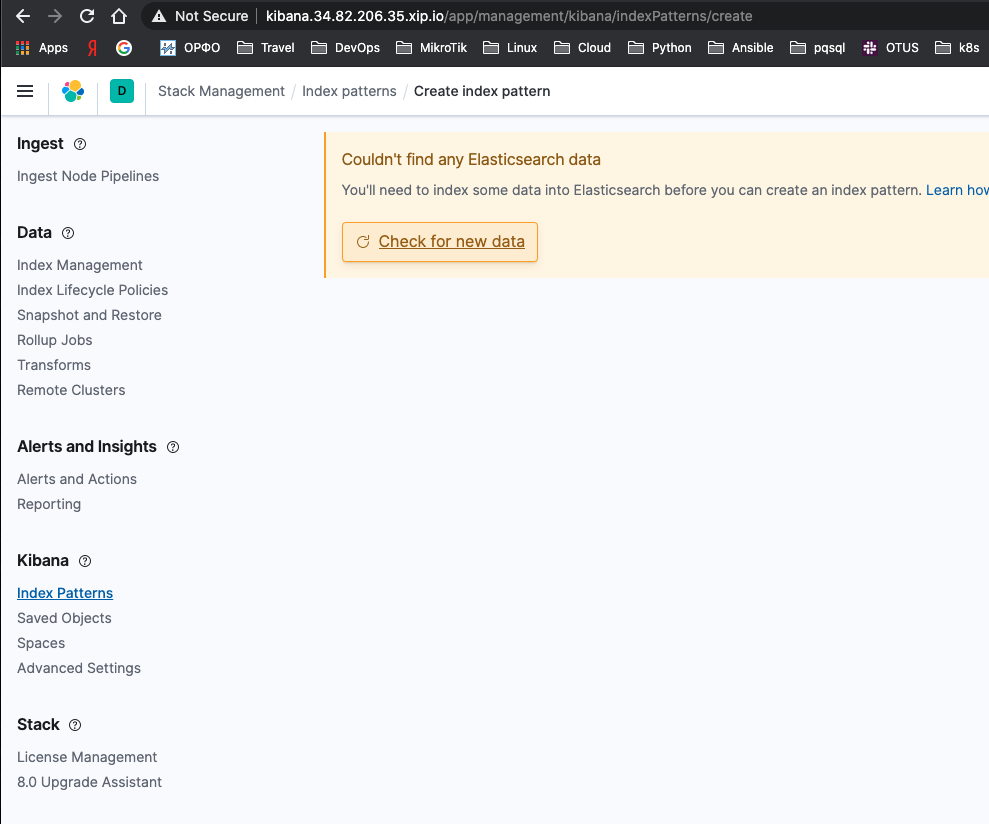 Not Secure kibana.34.82.206.35.xip.io/app/management/kibana/indexPatterns/create
Apps Я G ОРФО Travel DevOps MikroTik Linux Cloud Python Ansible pqsql OTUS k8s
D Stack Management / Index patterns / Create index pattern
Ingest
Ingest Node Pipelines
Data
Index Management
Index Lifecycle Policies
Snapshot and Restore
Rollup Jobs
Transforms
Remote Clusters
Alerts and Insights
Alerts and Actions
Reporting
Kibana
Index Patterns
Saved Objects
Spaces
Advanced Settings
Stack
License Management
8.0 Upgrade Assistant
Couldn't find any Elasticsearch data
You'll need to index some data into Elasticsearch before you can create an index pattern. Learn how
Check for new data